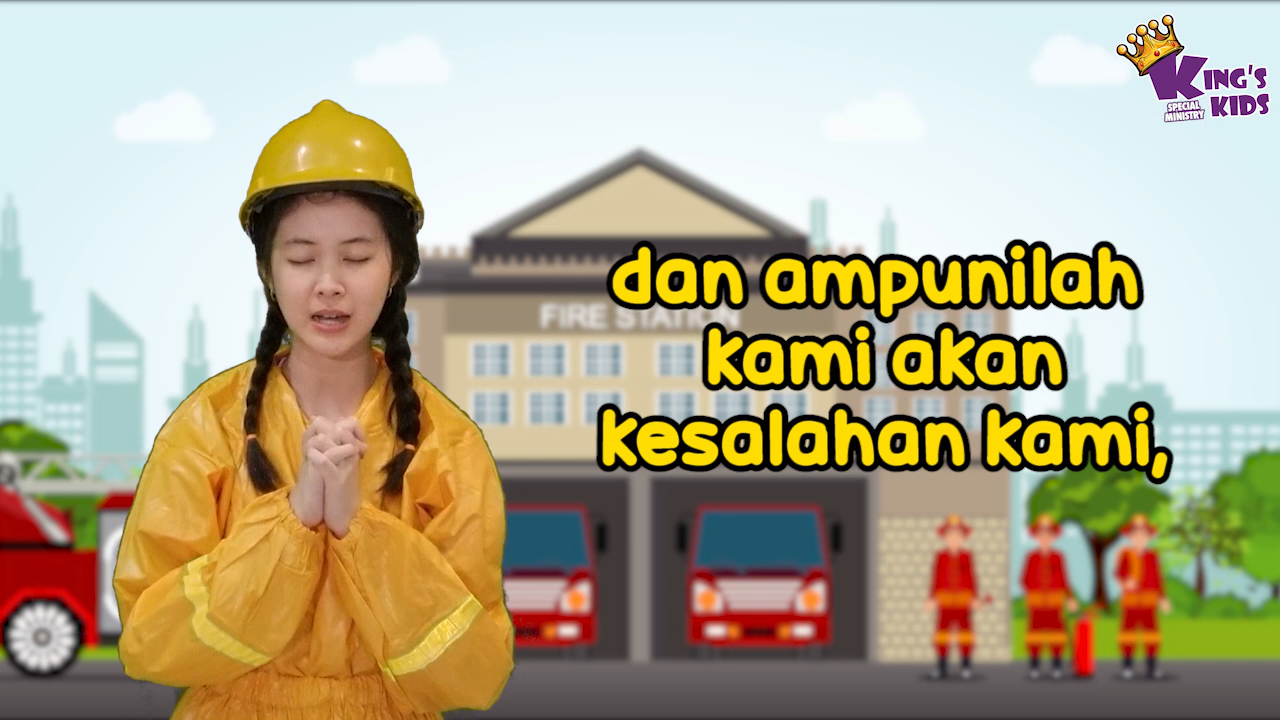 KING'S
KIDS
SPECIAL
MINISTRY
FIRE STATION
dan ampunilah
kami akan
kesalahan kami,